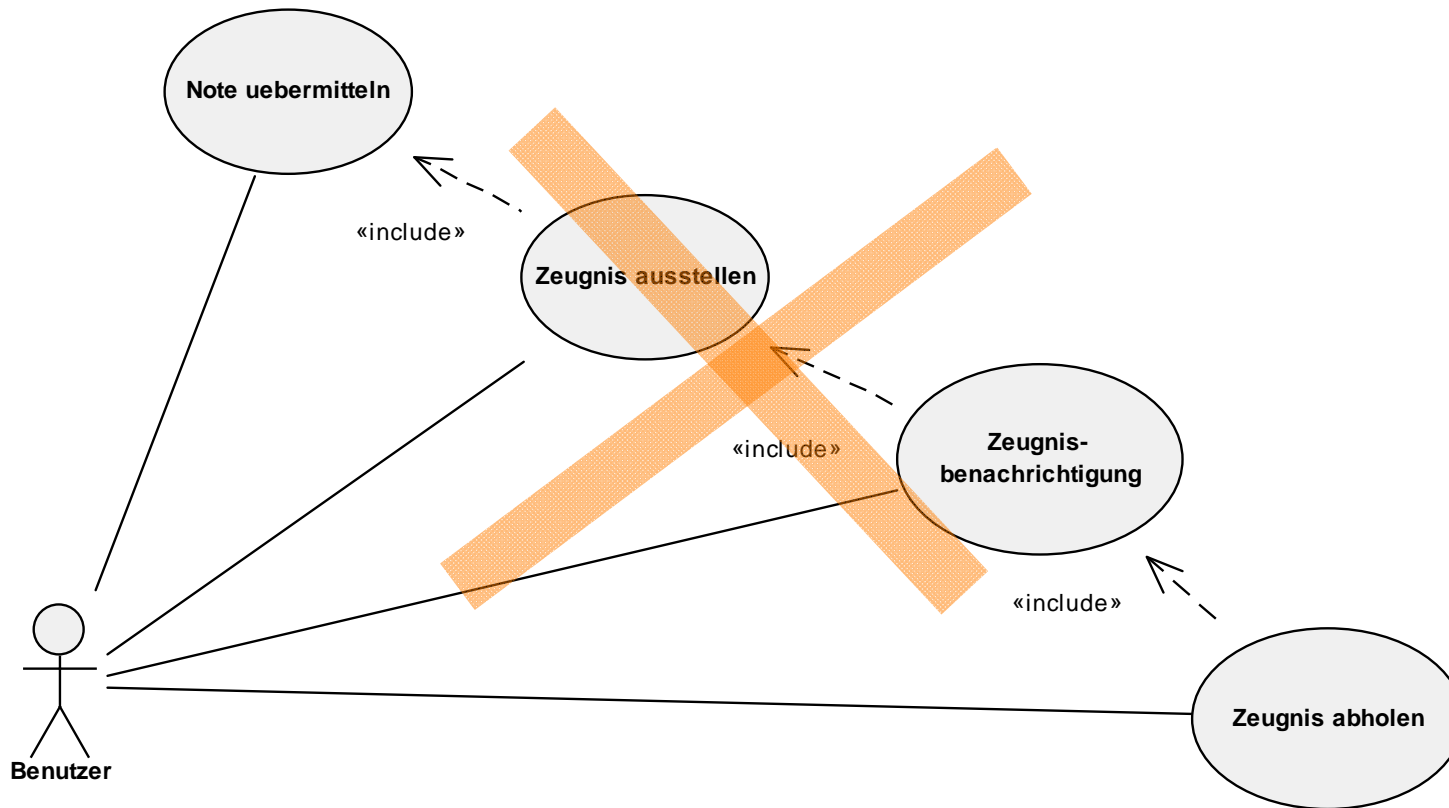 Note uebermitteln
«include»
Zeugnis ausstellen
«include»
Zeugnis-
benachrichtigung
«include»
Zeugnis abholen
Benutzer